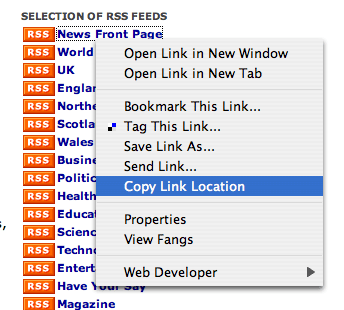 SELECTION OF RSS FEEDS
RSS News Front Page
RSS World
Open Link in New Window
RSS UK
Open Link in New Tab
RSS Englan
RSS Northe
Bookmark This Link...
RSS Scotla
Tag This Link...
RSS Wales
Save Link As...
RSS Busine
Send Link...
RSS Politic
Copy Link Location
RSS Health
RSS Educat
Properties
RSS Scienc
View Fangs
RSS Techno
RSS Entert
Web Developer
RSS Have Your Say
RSS Magazine